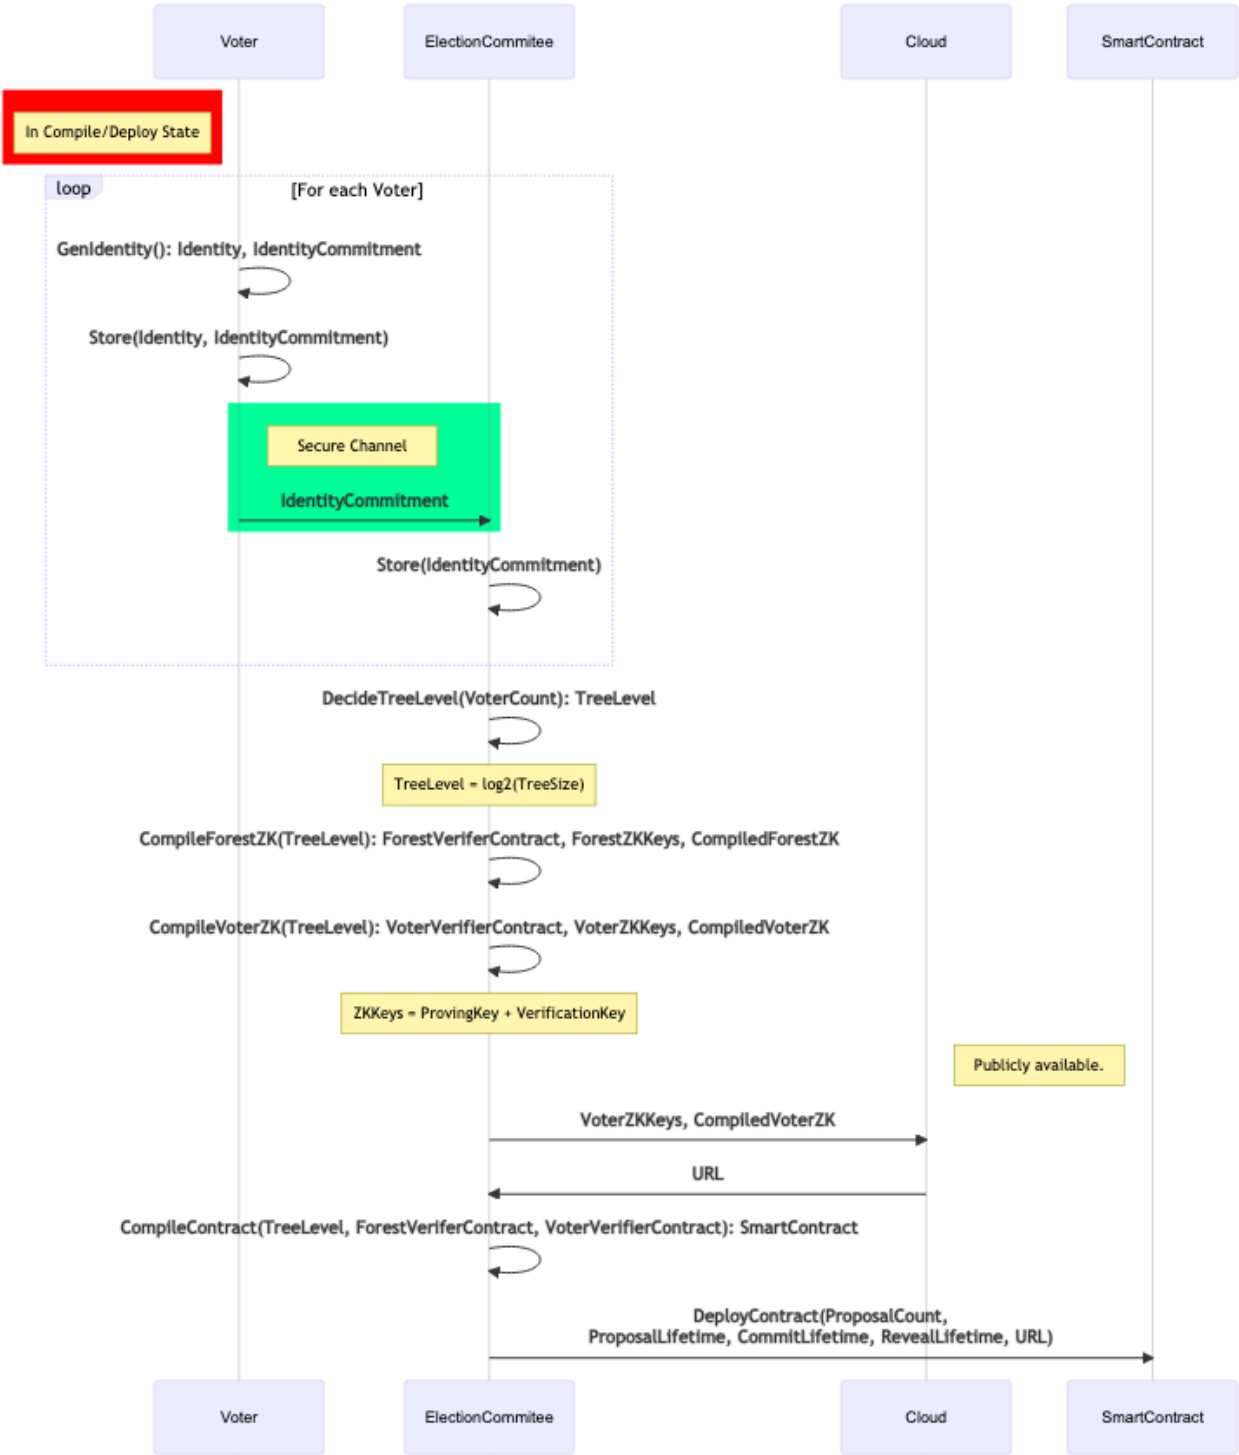 Voter
ElectionCommitee
Cloud
SmartContract
In Compile/Deploy State
loop
[For each Voter]
GenIdentity(): Identity, IdentityCommitment
Store(Identity, IdentityCommitment)
Secure Channel
IdentityCommitment
Store(IdentityCommitment)
DecideTreeLevel(VoterCount): TreeLevel
TreeLevel = log2(TreeSize)
CompileForestZK(TreeLevel): ForestVeriferContract, ForestZKKeys, CompiledForestZK
CompileVoterZK(TreeLevel): VoterVerifierContract, VoterZKKeys, CompiledVoterZK
ZKKeys = ProvingKey + VerificationKey
Publicly available.
VoterZKKeys, CompiledVoterZK
URL
CompileContract(TreeLevel, ForestVeriferContract, VoterVerifierContract): SmartContract
DeployContract(ProposalCount,
ProposalLifetime, CommitLifetime, RevealLifetime, URL)
Voter
ElectionCommitee
Cloud
SmartContract